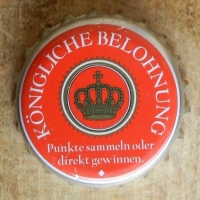 KÖNIGLICHE BELOHNUNG
Punkte sammeln oder
direkt gewinnen.